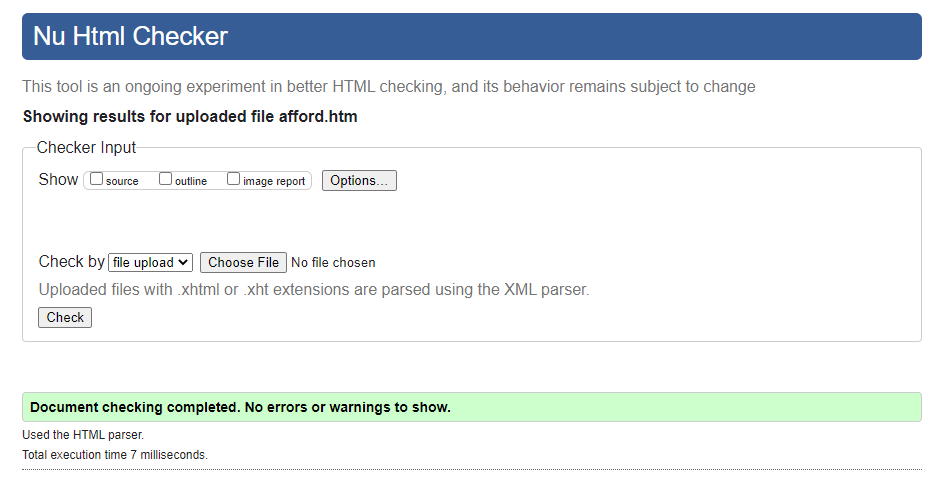 Nu Html Checker
This tool is an ongoing experiment in better HTML checking, and its behavior remains subject to change
Showing results for uploaded file afford.htm
Checker Input
Show source outline image report Options...
Check by file upload Choose File No file chosen
Uploaded files with .xhtml or .xht extensions are parsed using the XML parser.
Check
Document checking completed. No errors or warnings to show.
Used the HTML parser.
Total execution time 7 milliseconds.